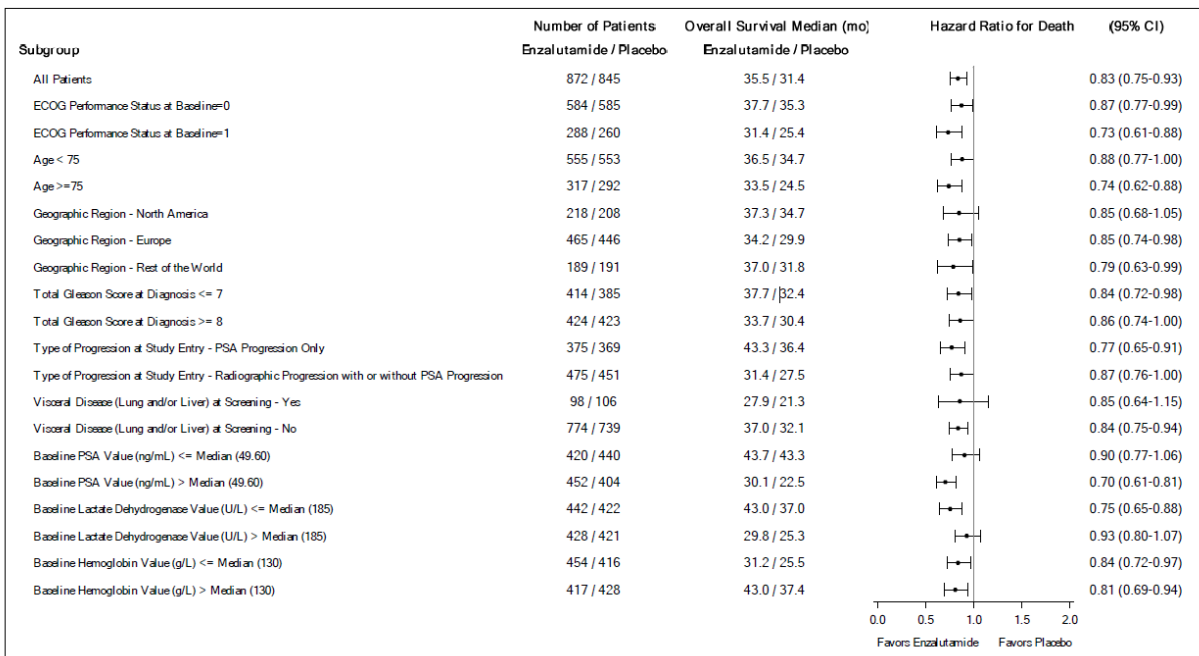 Number of Patients Overall Survival Median (mo) Hazard Ratio for Death (95% CI)
Subgroup Enzalutamide / Placebo Enzalutamide / Placebo
All Patients 872 / 845 35.5 / 31.4 0.83 (0.75-0.93)
ECOG Performance Status at Baseline=0 584 / 585 37.7 / 35.3 0.87 (0.77-0.99)
ECOG Performance Status at Baseline=1 288 / 260 31.4 / 25.4 0.73 (0.61-0.88)
Age < 75 555 / 553 36.5 / 34.7 0.88 (0.77-1.00)
Age >=75 317 / 292 33.5 / 24.5 0.74 (0.62-0.88)
Geographic Region - North America 218 / 208 37.3 / 34.7 0.85 (0.68-1.05)
Geographic Region - Europe 465 / 446 34.2 / 29.9 0.85 (0.74-0.98)
Geographic Region - Rest of the World 189 / 191 37.0 / 31.8 0.79 (0.63-0.99)
Total Gleason Score at Diagnosis <= 7 414 / 385 37.7 / 32.4 0.84 (0.72-0.98)
Total Gleason Score at Diagnosis >= 8 424 / 423 33.7 / 30.4 0.86 (0.74-1.00)
Type of Progression at Study Entry - PSA Progression Only 375 / 369 43.3 / 36.4 0.77 (0.65-0.91)
Type of Progression at Study Entry - Radiographic Progression with or without PSA Progression 475 / 451 31.4 / 27.5 0.87 (0.76-1.00)
Visceral Disease (Lung and/or Liver) at Screening - Yes 98 / 106 27.9 / 21.3 0.85 (0.64-1.15)
Visceral Disease (Lung and/or Liver) at Screening - No 774 / 739 37.0 / 32.1 0.84 (0.75-0.94)
Baseline PSA Value (ng/mL) <= Median (49.60) 420 / 440 43.7 / 43.3 0.90 (0.77-1.06)
Baseline PSA Value (ng/mL) > Median (49.60) 452 / 404 30.1 / 22.5 0.70 (0.61-0.81)
Baseline Lactate Dehydrogenase Value (U/L) <= Median (185) 442 / 422 43.0 / 37.0 0.75 (0.65-0.88)
Baseline Lactate Dehydrogenase Value (U/L) > Median (185) 428 / 421 29.8 / 25.3 0.93 (0.80-1.07)
Baseline Hemoglobin Value (g/L) <= Median (130) 454 / 416 31.2 / 25.5 0.84 (0.72-0.97)
Baseline Hemoglobin Value (g/L) > Median (130) 417 / 428 43.0 / 37.4 0.81 (0.69-0.94)
0.0 0.5 1.0 1.5 2.0
Favors Enzalutamide Favors Placebo